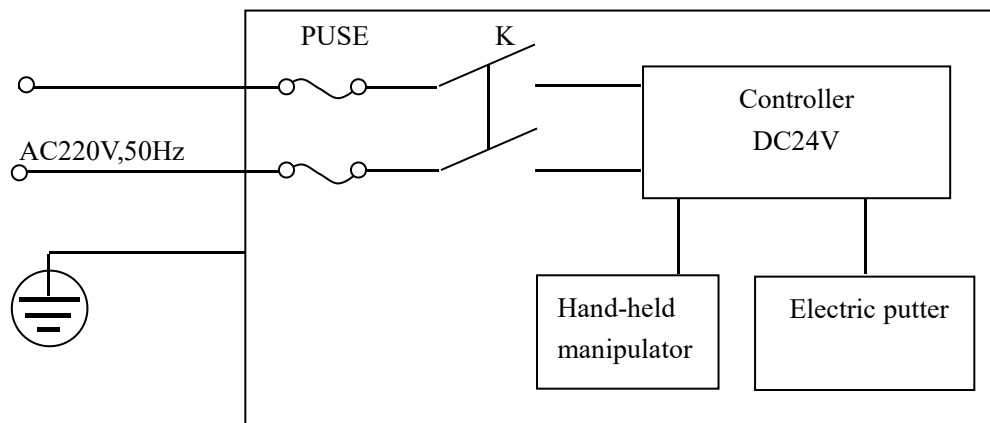 PUSE
K
AC220V,50Hz
Controller
DC24V
Hand-held
manipulator
Electric putter